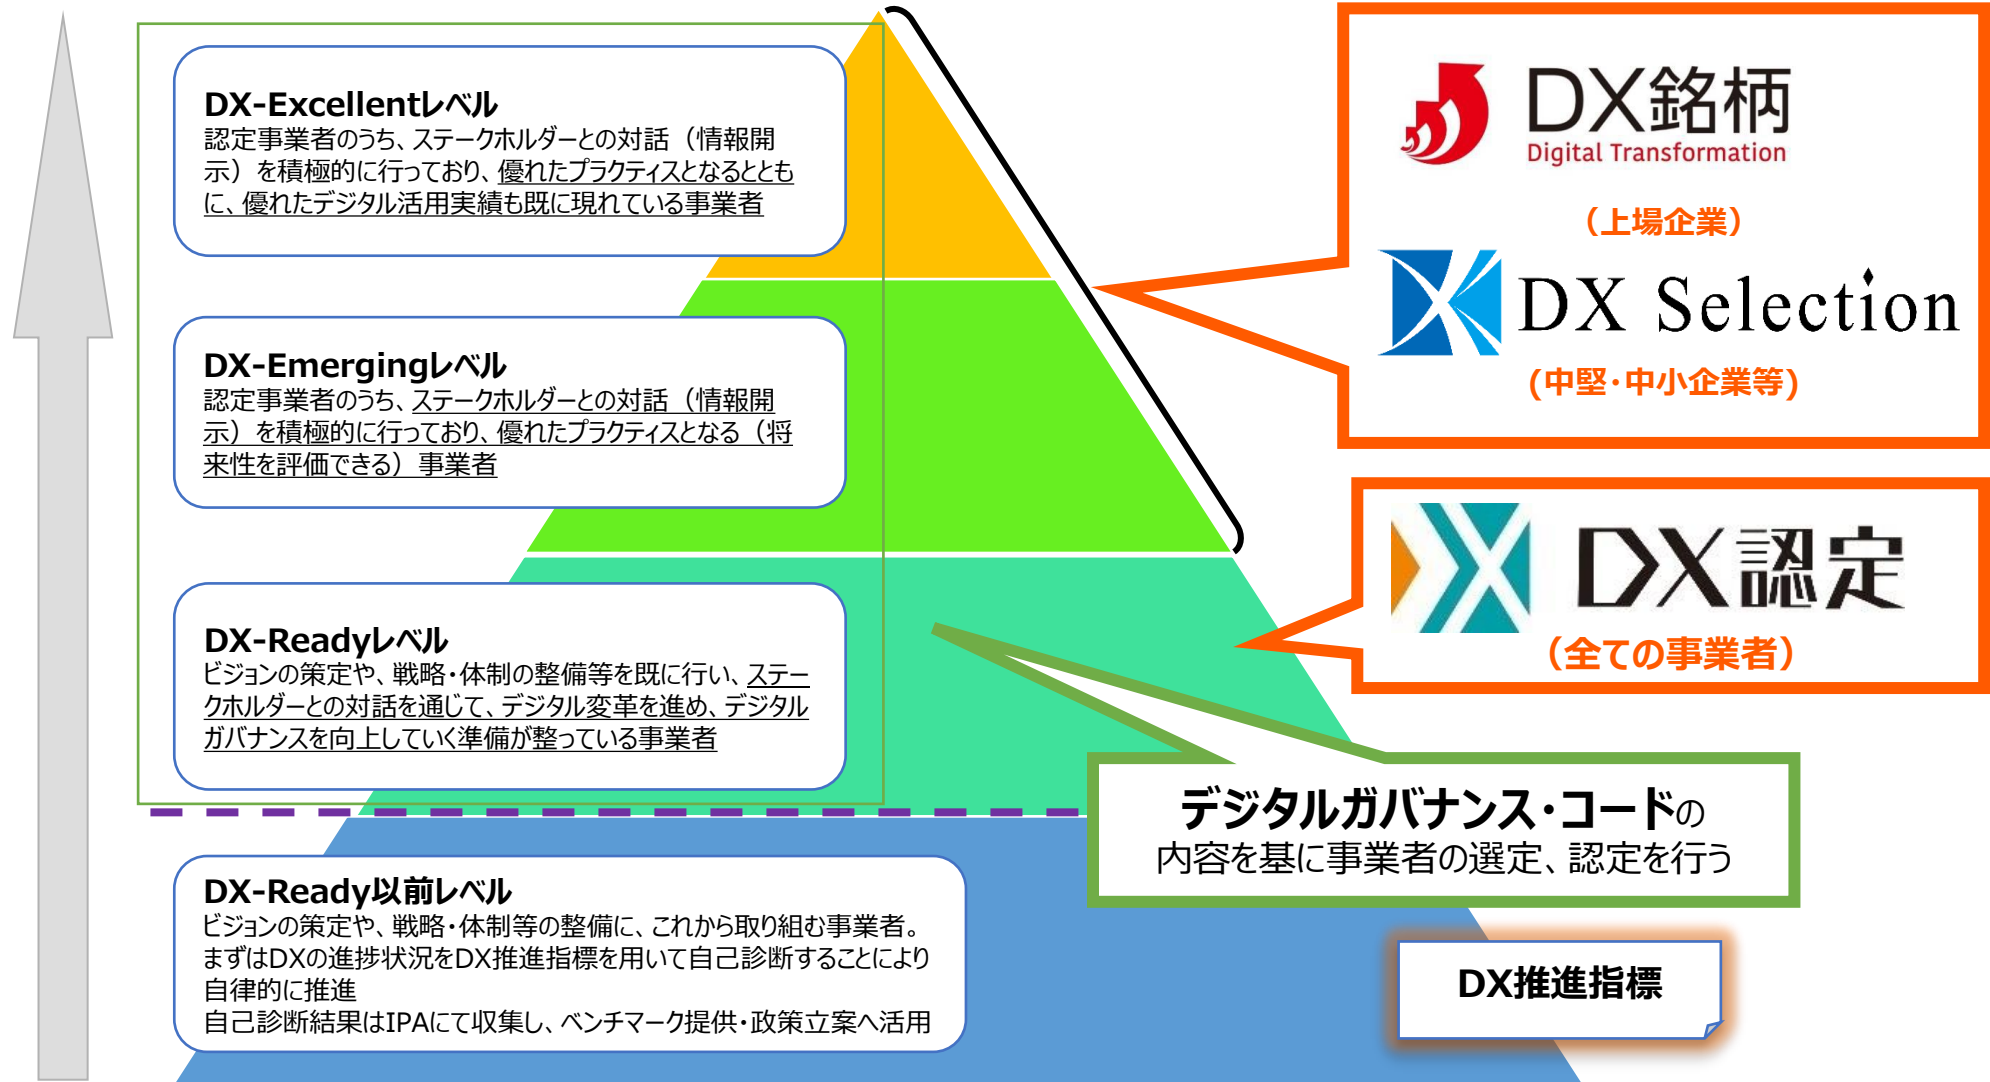 DX-Excellentレベル
認定事業者のうち、ステークホルダーとの対話（情報開
示）を積極的に行っており、優れたプラクティスとなるととも
に、優れたデジタル活用実績も既に現れている事業者
DX-Emergingレベル
認定事業者のうち、ステークホルダーとの対話（情報開
示）を積極的に行っており、優れたプラクティスとなる（将
来性を評価できる）事業者
DX-Readyレベル
ビジョンの策定や、戦略・体制の整備等を既に行い、ステー
クホルダーとの対話を通じて、デジタル変革を進め、デジタル
ガバナンスを向上していく準備が整っている事業者
DX-Ready以前レベル
ビジョンの策定や、戦略・体制等の整備に、これから取り組む事業者。
まずはDXの進捗状況をDX推進指標を用いて自己診断することにより
自律的に推進
自己診断結果はIPAにて収集し、ベンチマーク提供・政策立案へ活用
DX銘柄
Digital Transformation
（上場企業）
DX Selection
(中堅・中小企業等)
DX認定
（全ての事業者）
デジタルガバナンス・コードの
内容を基に事業者の選定、認定を行う
DX推進指標